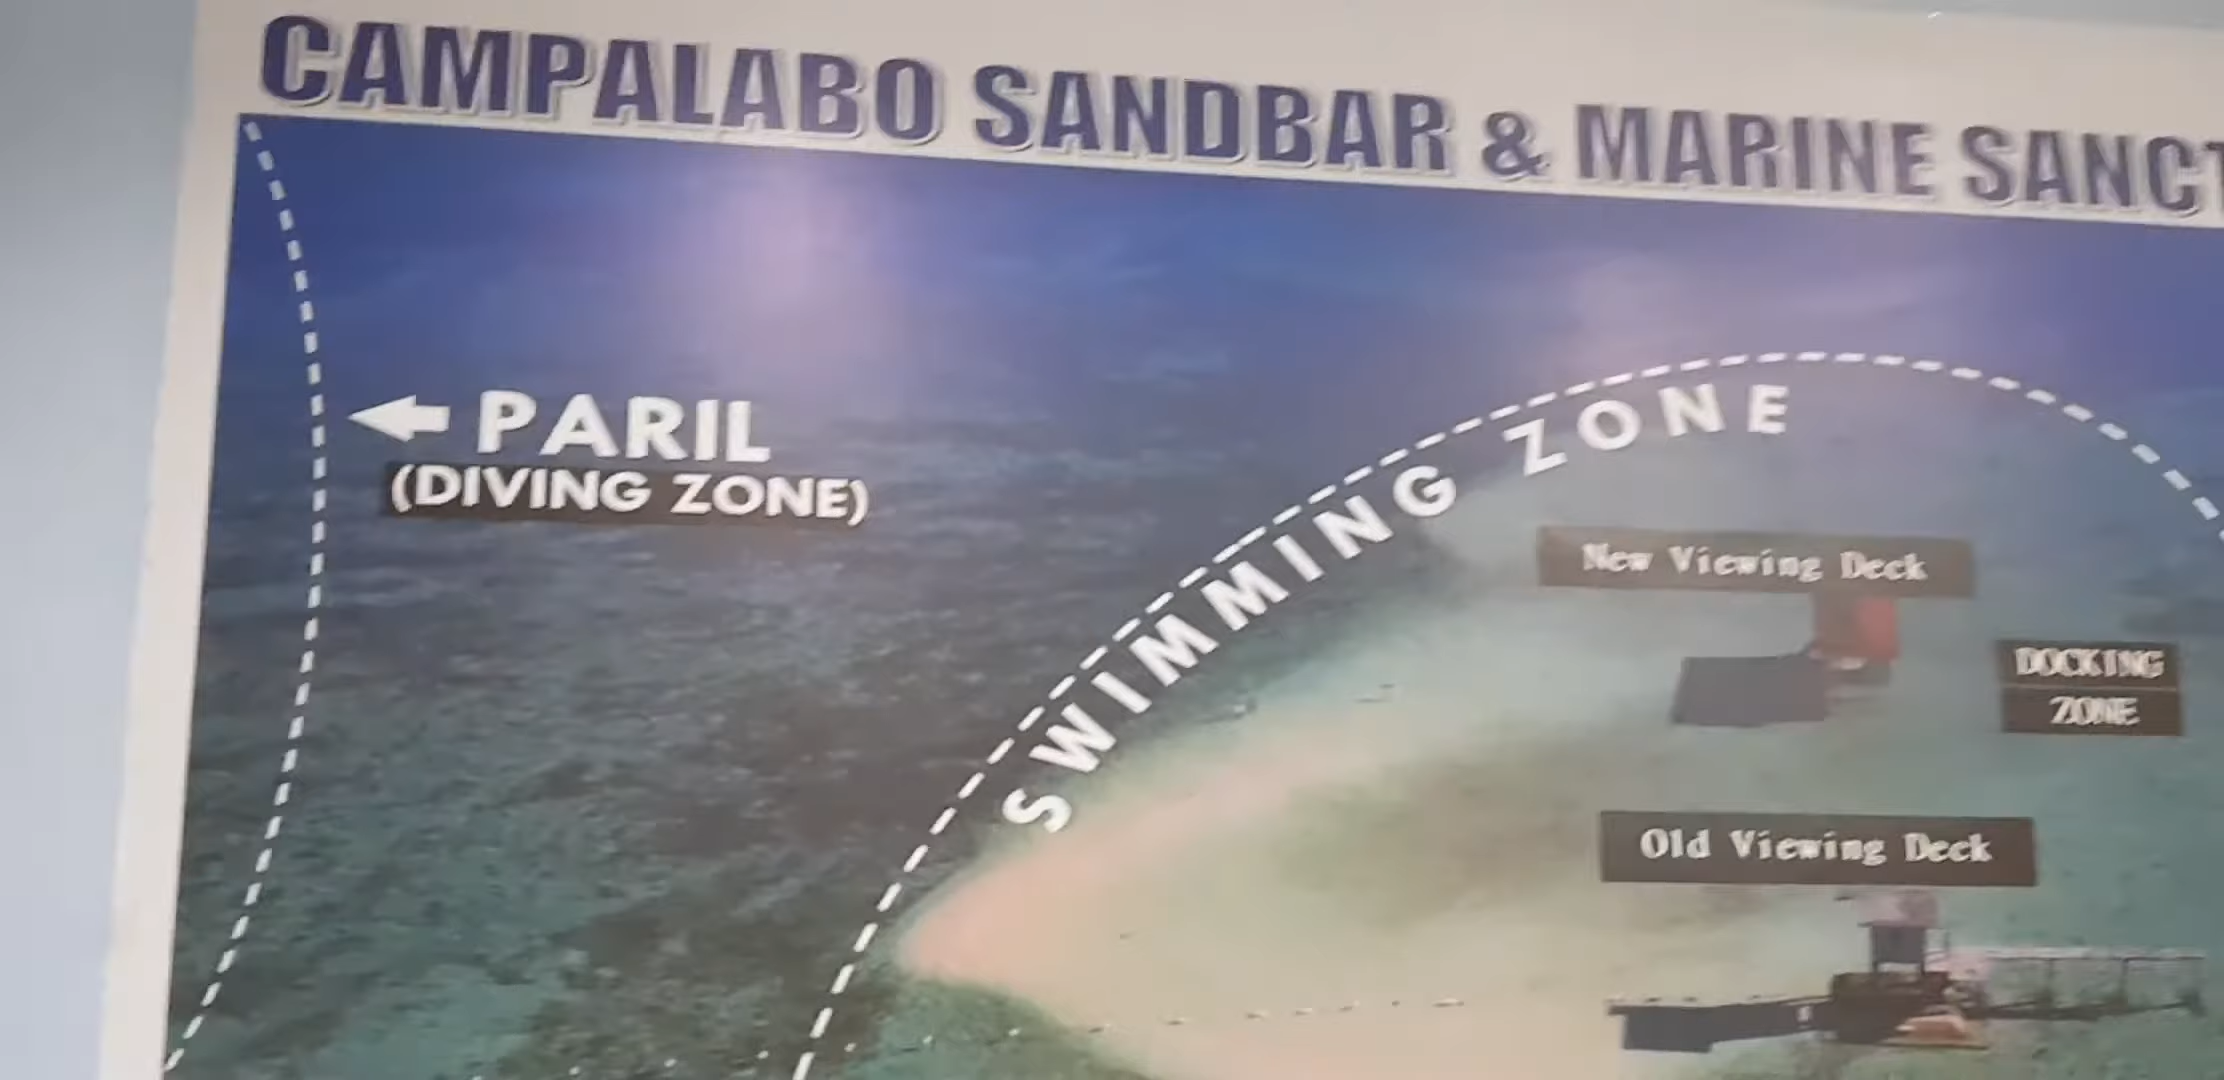 CAMPALABO SANDBAR & MARINE SANCT
PARIL
(DIVING ZONE)
SWIMMING ZONE
New Viewing Deck
DOCKING
ZONE
Old Viewing Deck